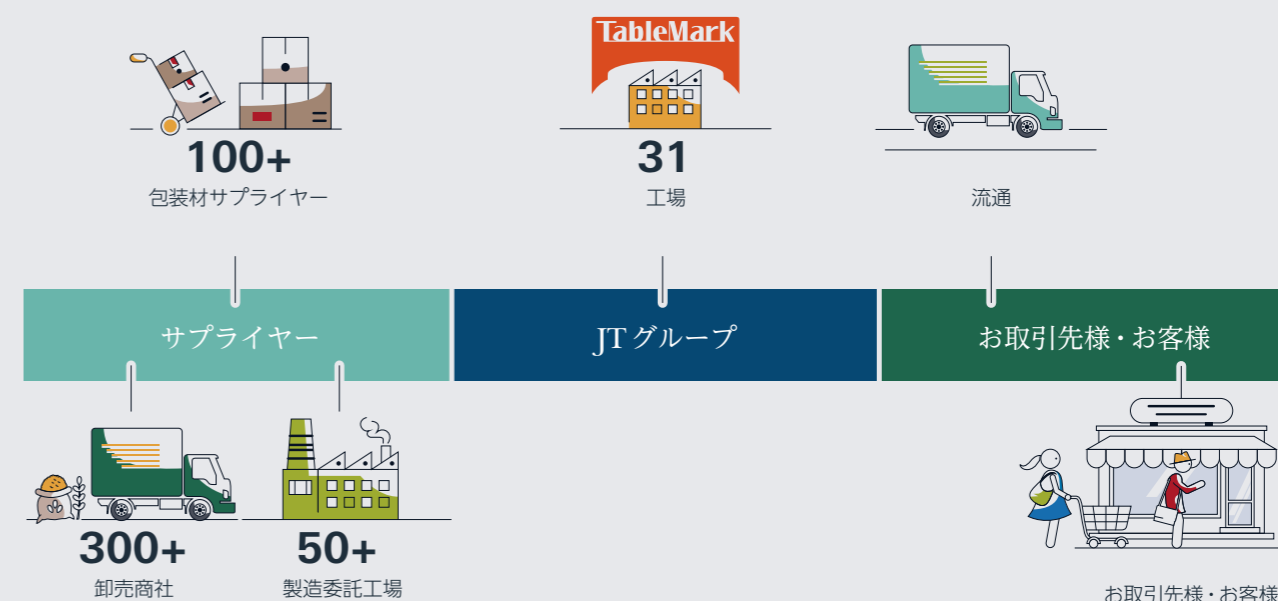 TableMark
100+
包装材サプライヤー
31
工場
流通
サプライヤー
JTグループ
お取引先様・お客様
300+
卸売商社
50+
製造委託工場
お取引先様・お客様